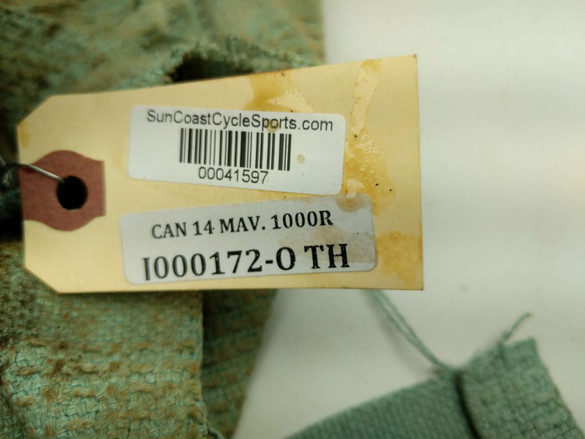 SunCoastCycleSports.com
00041597
CAN 14 MAV. 1000R
I000172-O TH